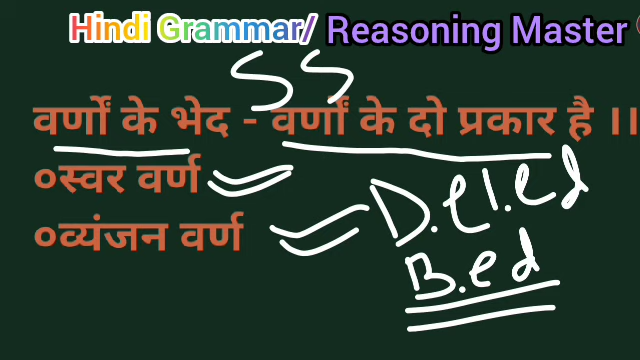 Hindi Grammar/ Reasoning Master
SS
वर्णों के भेद - वर्णों के दो प्रकार है ।।
०स्वर वर्ण
०व्यंजन वर्ण
D.El.Ed
B.ed